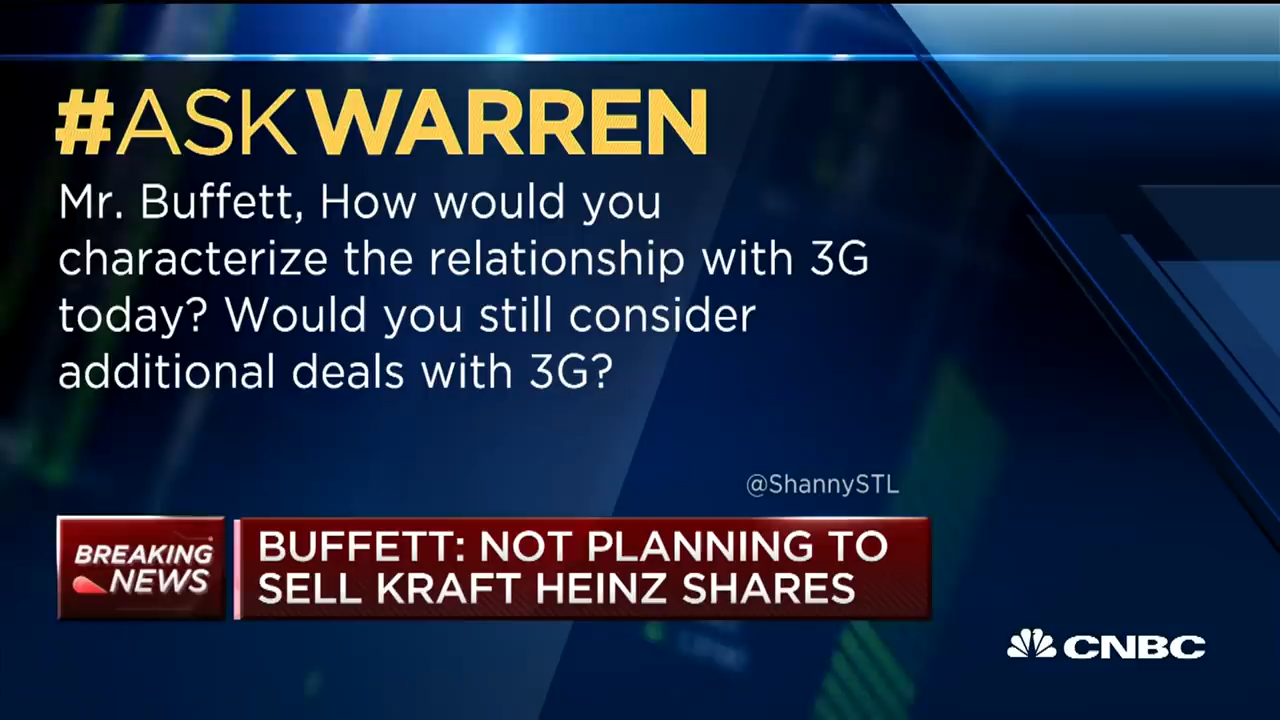 #ASKWARREN
Mr. Buffett, How would you
characterize the relationship with 3G
today? Would you still consider
additional deals with 3G?
@ShannySTL
BREAKING
NEWS
BUFFETT: NOT PLANNING TO
SELL KRAFT HEINZ SHARES
CNBC